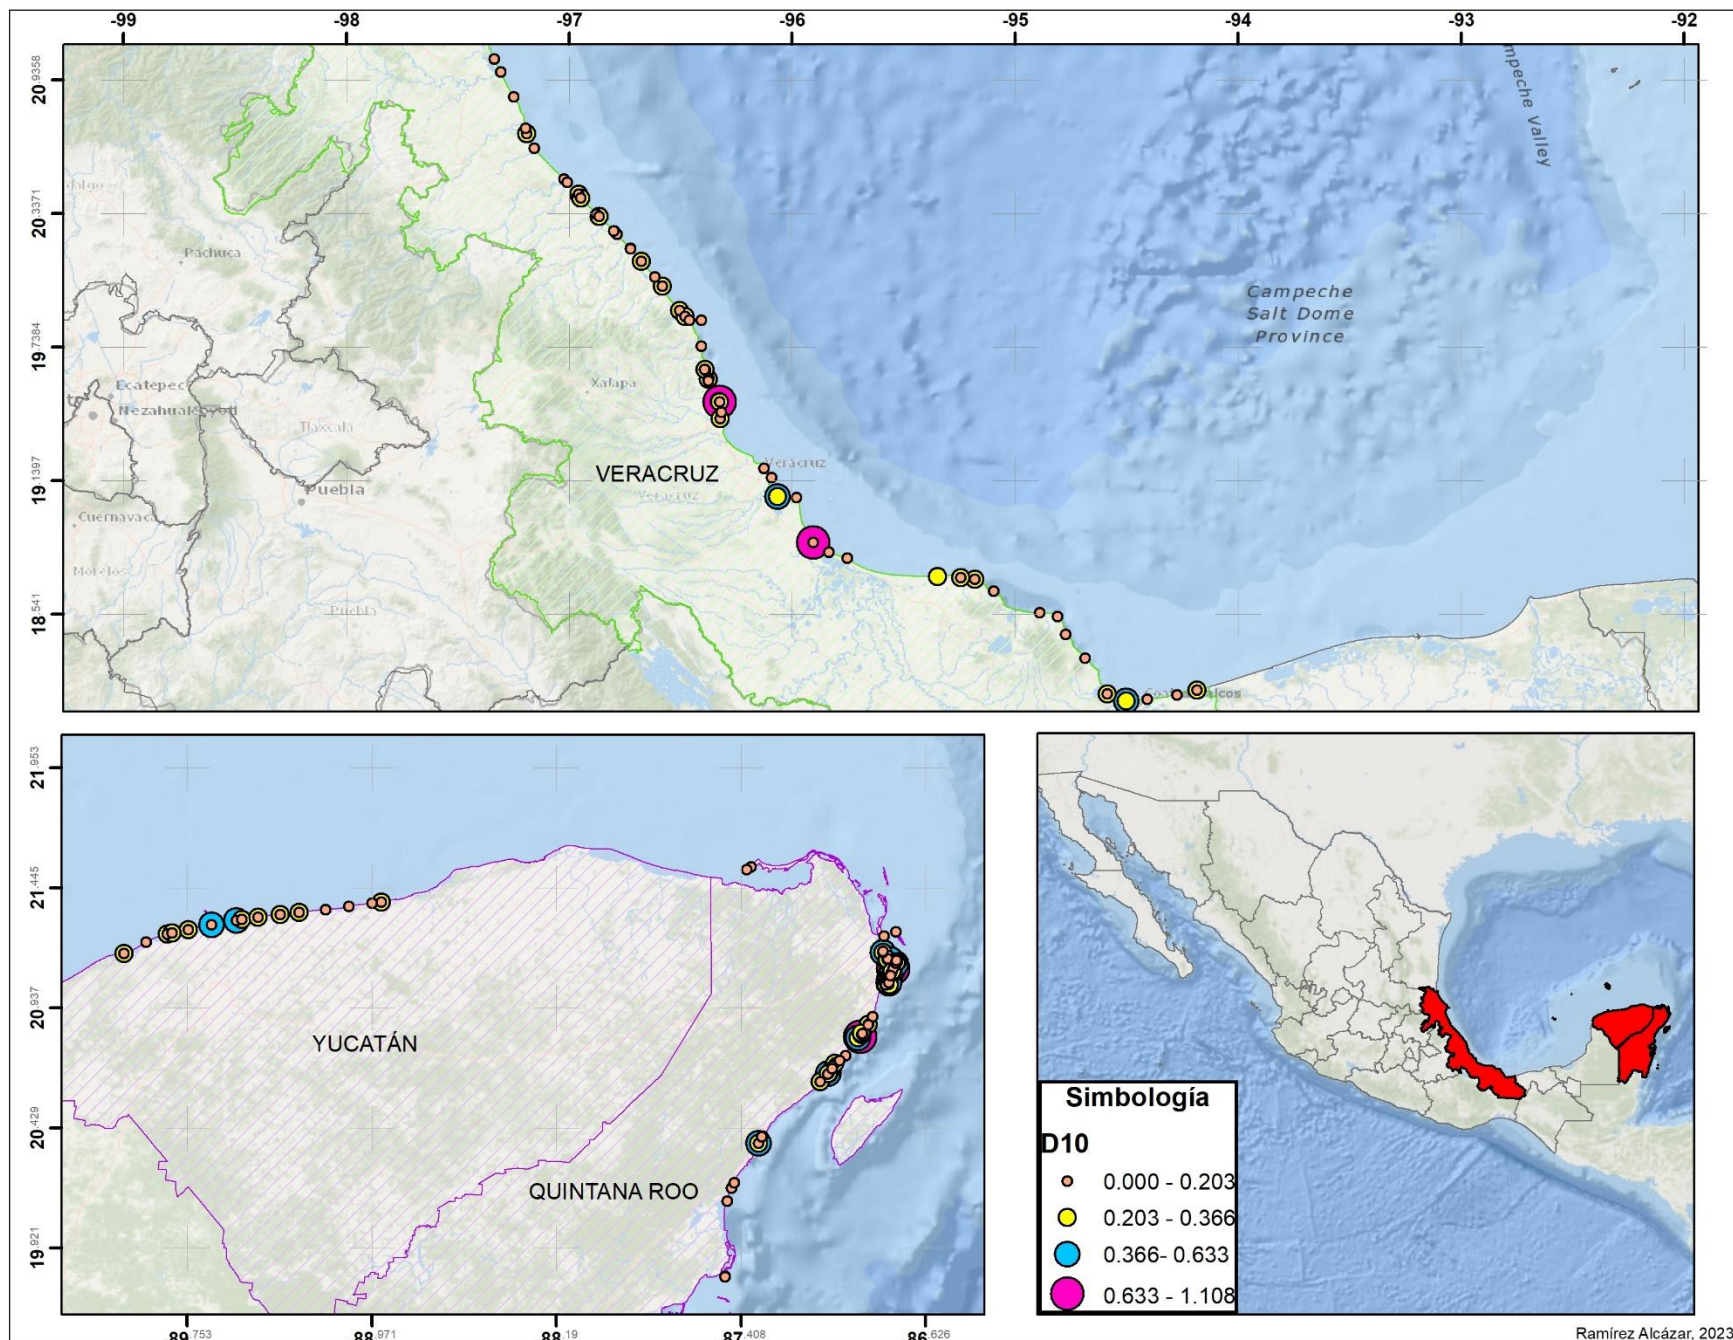 -99 -98 -97 -96 -95 -94 -93 -92
20.9358
20.3371
19.7384
19.1397
18.541
Pachuca
Ecatepec
Xalapa
Tlaxcala
VERACRUZ
Veracruz
Veracruz
Puebla
Cuernavaca
Morelos
Puebla
Campeche
Salt Dome
Province
mpeche Valley
21.953
21.445
20.937
20.429
19.921
YUCATÁN
QUINTANA ROO
89.753 88.971 88.19 87.408 86.626
Simbología
D10
0.000 - 0.203
0.203 - 0.366
0.366- 0.633
0.633 - 1.108
Ramírez Alcázar, 2023